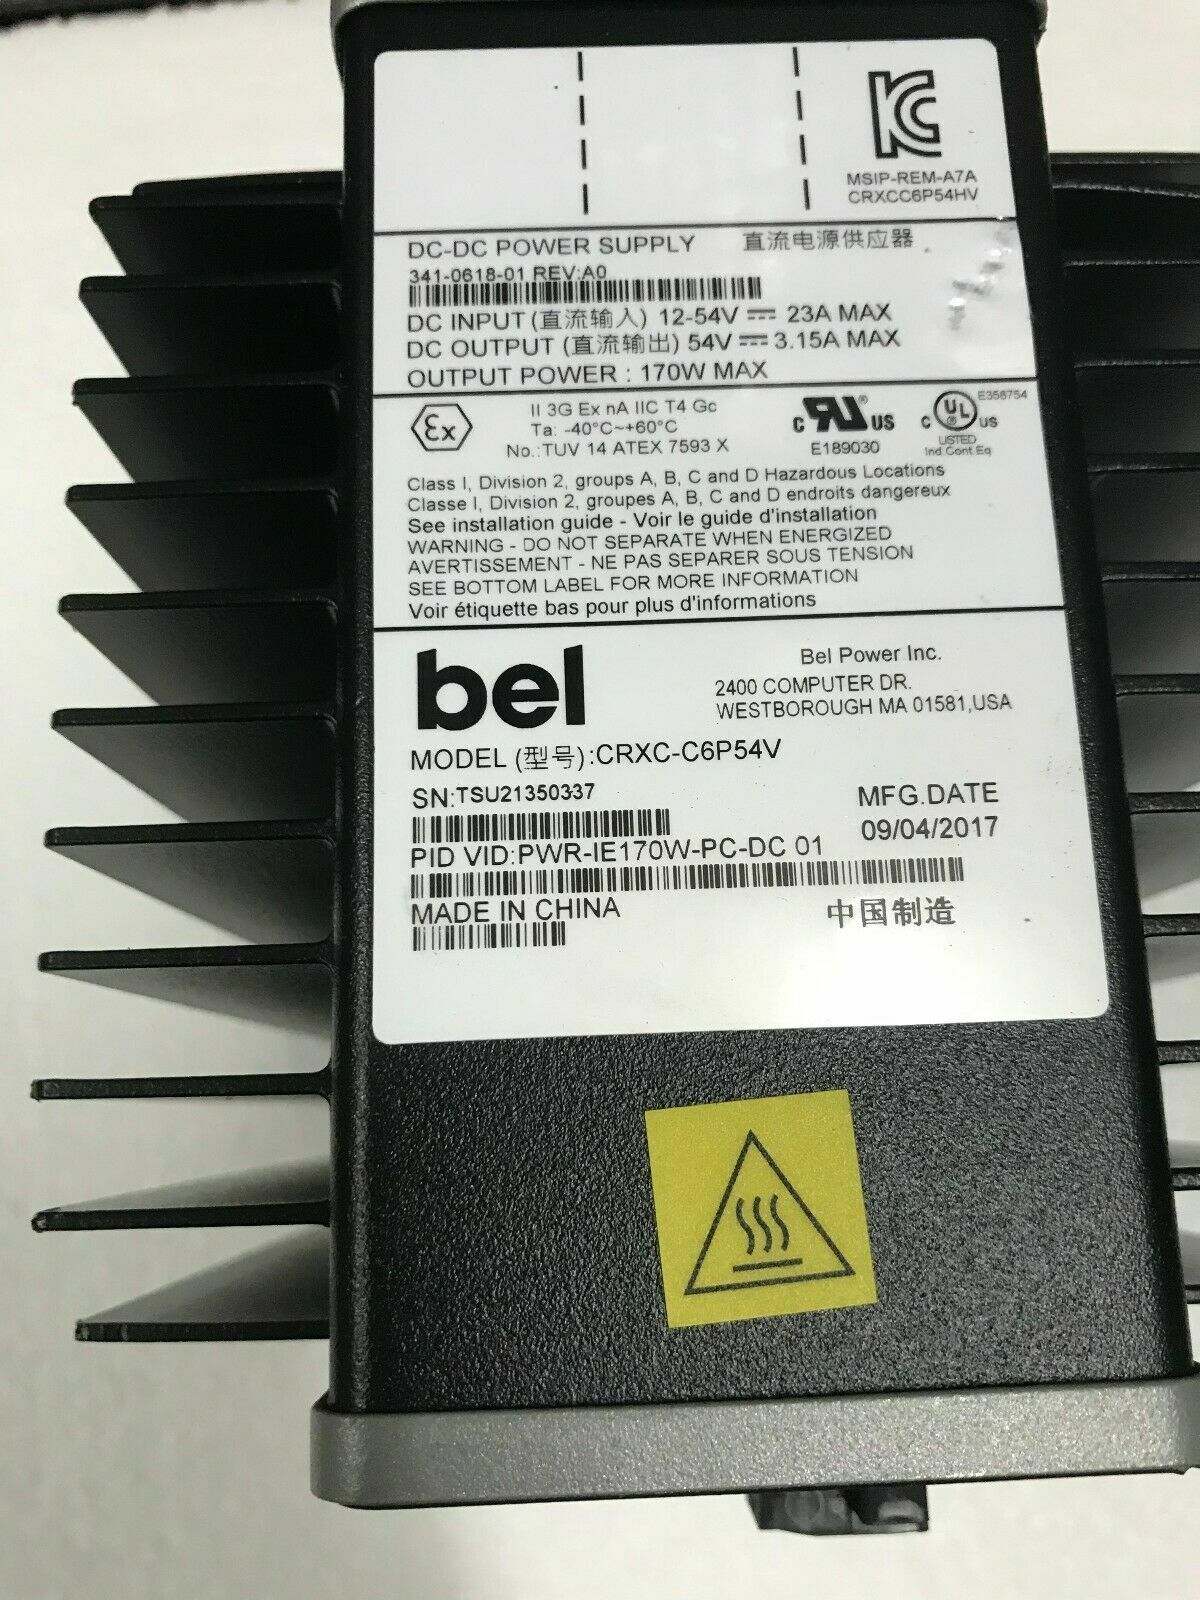 MSIP-REM-A7A
CRXCC6P54HV
DC-DC POWER SUPPLY 直流电源供应器
341-0618-01 REV:A0
DC INPUT (直流输入) 12-54V 23A MAX
DC OUTPUT (直流输出) 54V 3.15A MAX
OUTPUT POWER : 170W MAX
Ex
II 3G Ex nA IIC T4 Gc
Ta: -40°C~+60°C
No.:TUV 14 ATEX 7593 X
c RU ® US
E189030
c UL ® US
E358754
LISTED
Ind.Cont.Eq
Class I, Division 2, groups A, B, C and D Hazardous Locations
Classe I, Division 2, groupes A, B, C and D endroits dangereux
See installation guide - Voir le guide d'installation
WARNING - DO NOT SEPARATE WHEN ENERGIZED
AVERTISSEMENT - NE PAS SEPARER SOUS TENSION
SEE BOTTOM LABEL FOR MORE INFORMATION
Voir étiquette bas pour plus d'informations
bel
Bel Power Inc.
2400 COMPUTER DR.
WESTBOROUGH MA 01581,USA
MODEL (型号):CRXC-C6P54V
SN:TSU21350337
MFG.DATE
09/04/2017
PID VID:PWR-IE170W-PC-DC 01
MADE IN CHINA 中国制造